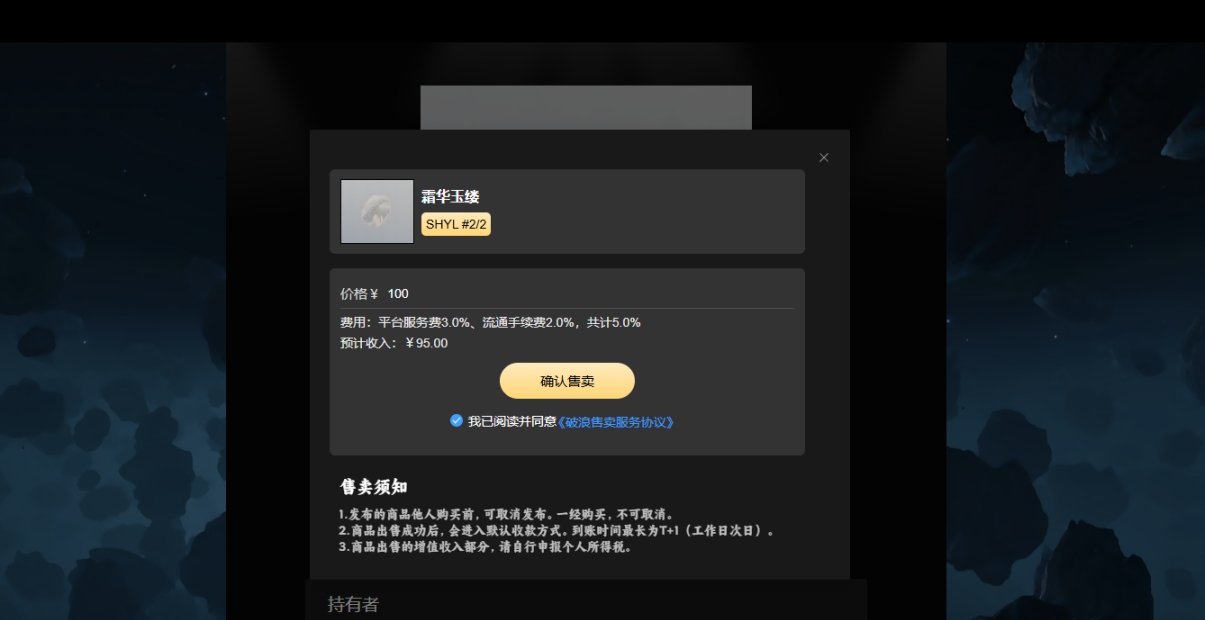 霜华玉缕
SHYL #2/2
价格￥ 100
费用：平台服务费3.0%、流通手续费2.0%，共计5.0%
预计收入：￥95.00
确认售卖
我已阅读并同意《破浪售卖服务协议》
售卖须知
1.发布的商品他人购买前，可取消发布。一经购买，不可取消。
2.商品出售成功后，会进入默认收款方式。到账时间最长为T+1（工作日次日）。
3.商品出售的增值收入部分，请自行申报个人所得税。
持有者